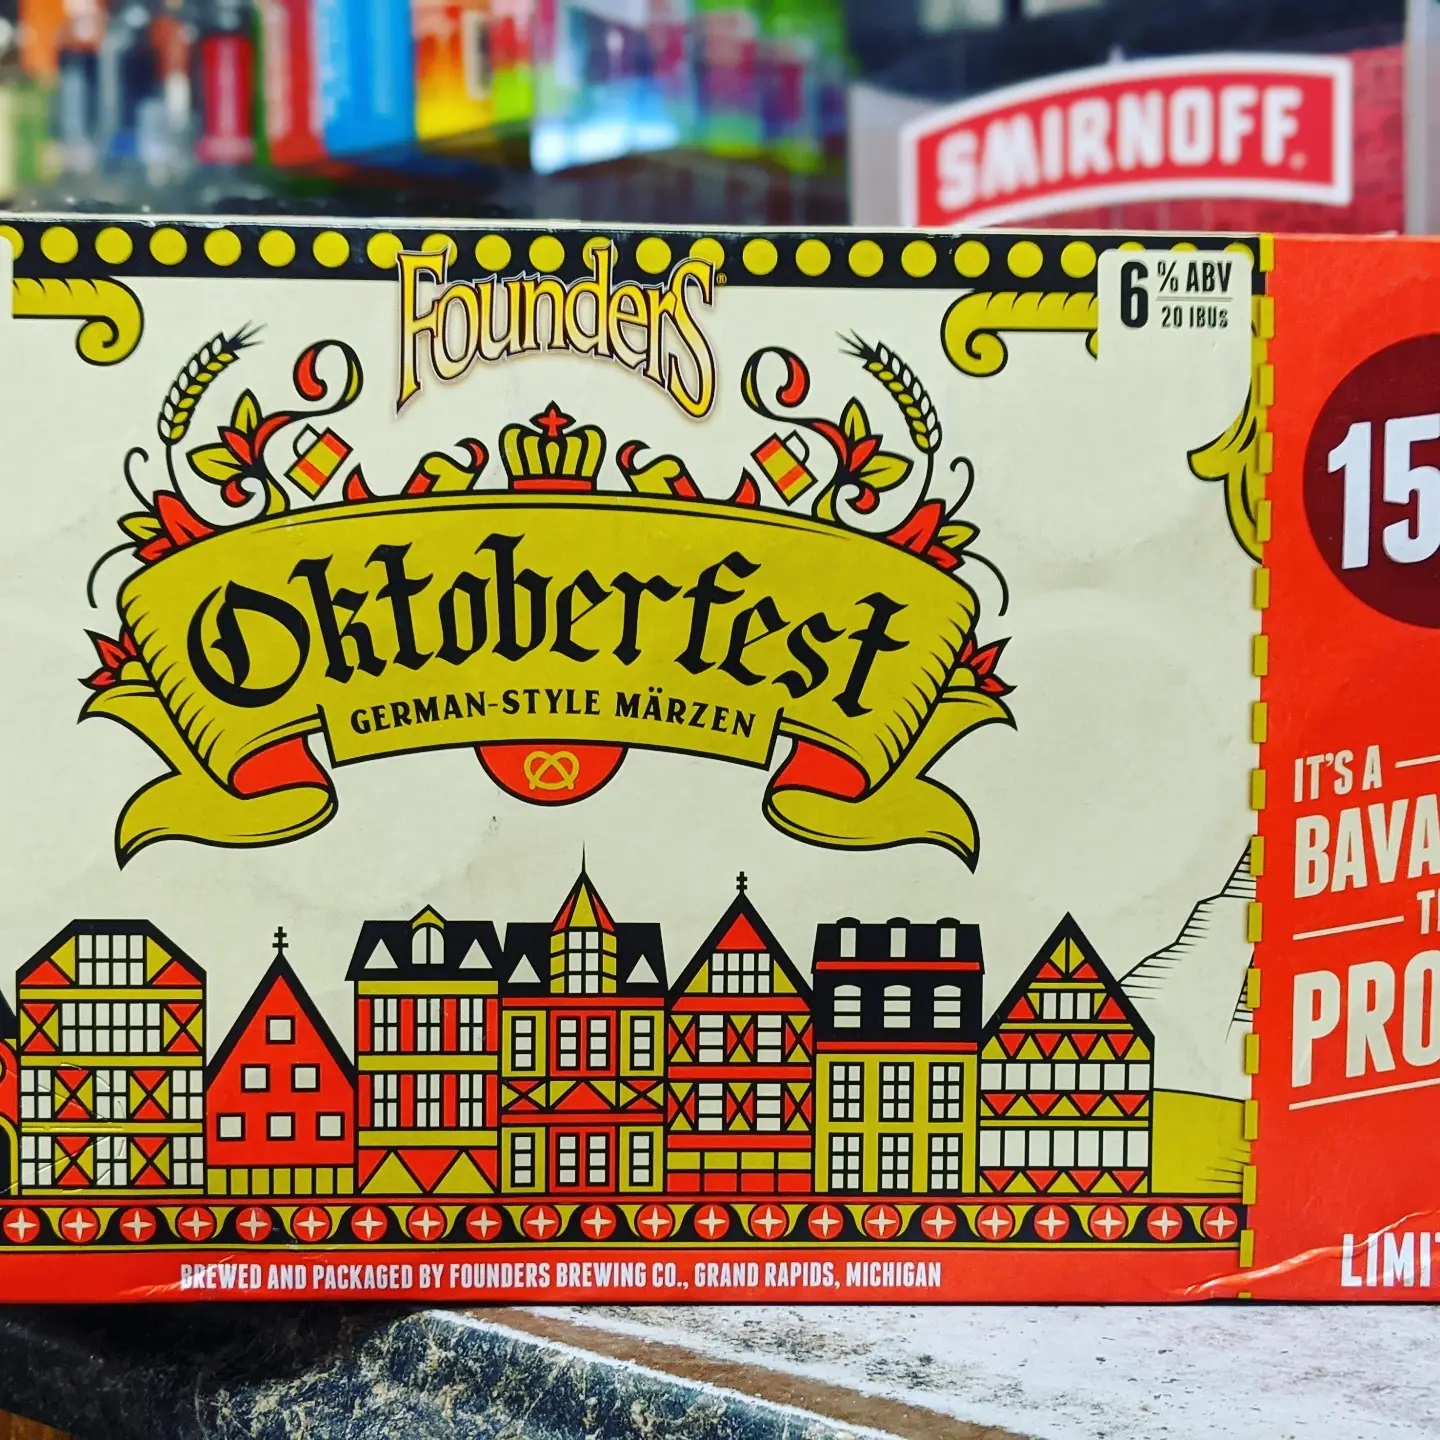 SMIRNOFF
Founders®
6 % ABV
20 IBUs
Oktoberfest
GERMAN-STYLE MÄRZEN
15
IT'S A
BAVA
PRO
LIMI
BREWED AND PACKAGED BY FOUNDERS BREWING CO., GRAND RAPIDS, MICHIGAN